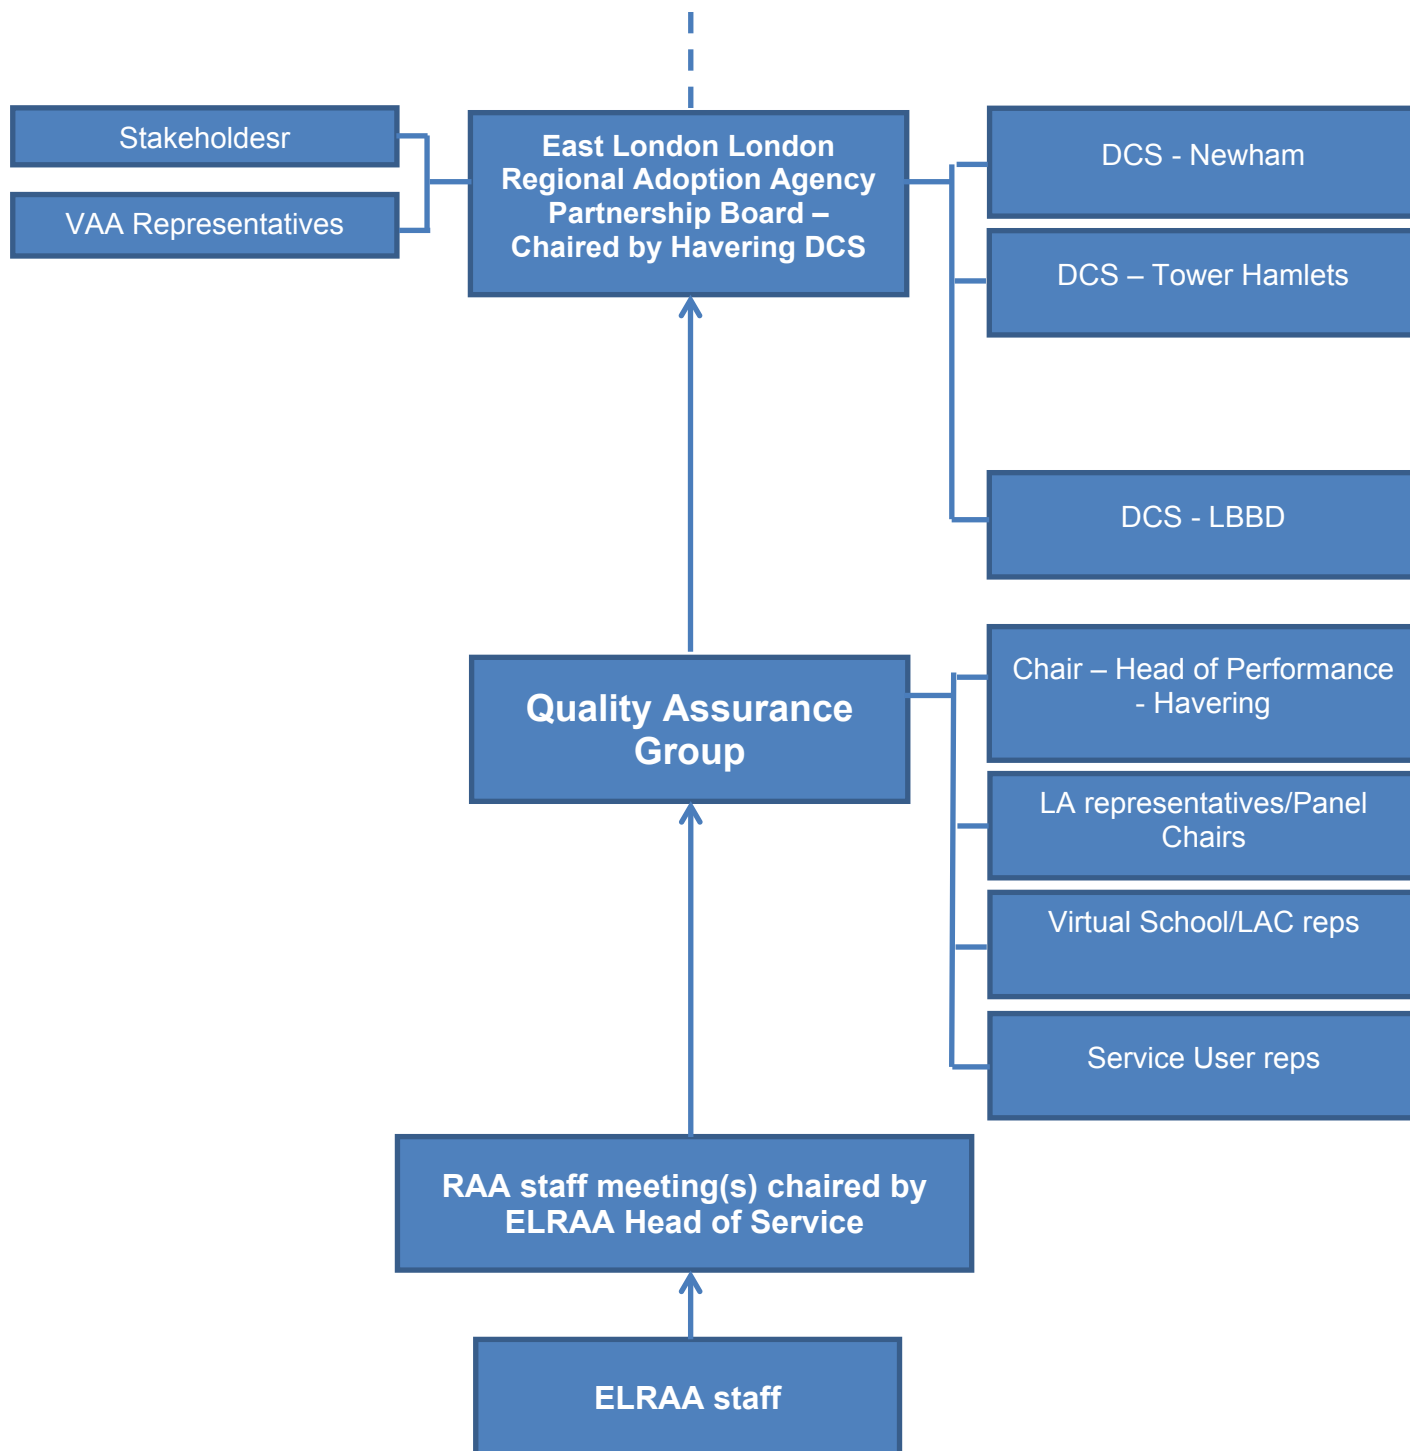 Stakeholdesr
VAA Representatives
East London London
Regional Adoption Agency
Partnership Board –
Chaired by Havering DCS
DCS - Newham
DCS – Tower Hamlets
DCS - LBBD
Quality Assurance
Group
Chair – Head of Performance
- Havering
LA representatives/Panel
Chairs
Virtual School/LAC reps
Service User reps
RAA staff meeting(s) chaired by
ELRAA Head of Service
ELRAA staff